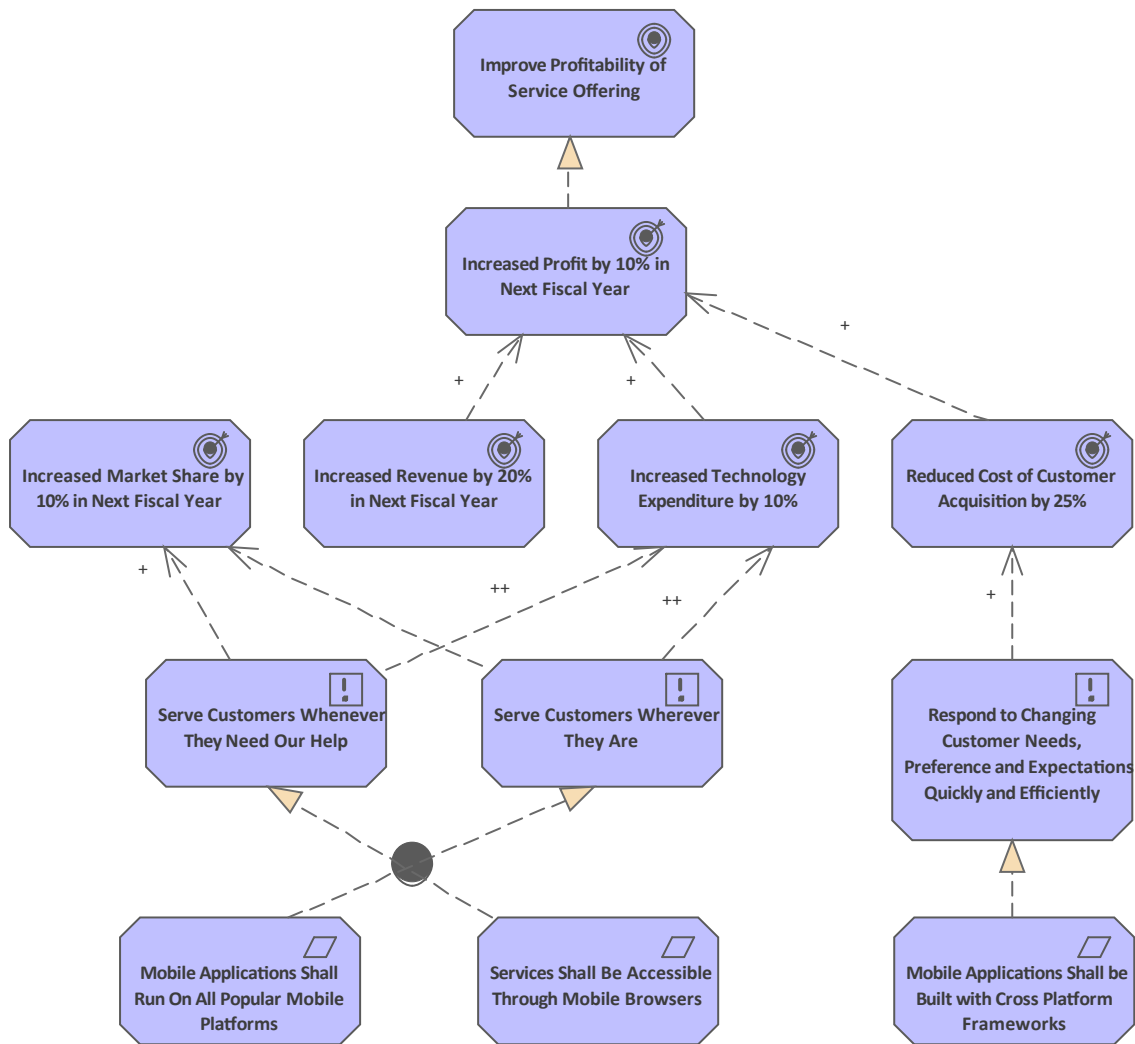 Improve Profitability of
Service Offering
Increased Profit by 10% in
Next Fiscal Year
+
+
+
Increased Market Share by
10% in Next Fiscal Year
Increased Revenue by 20%
in Next Fiscal Year
Increased Technology
Expenditure by 10%
Reduced Cost of Customer
Acquisition by 25%
+
++
++
+
Serve Customers Whenever
They Need Our Help
Serve Customers Wherever
They Are
Respond to Changing
Customer Needs,
Preference and Expectations
Quickly and Efficiently
Mobile Applications Shall
Run On All Popular Mobile
Platforms
Services Shall Be Accessible
Through Mobile Browsers
Mobile Applications Shall be
Built with Cross Platform
Frameworks